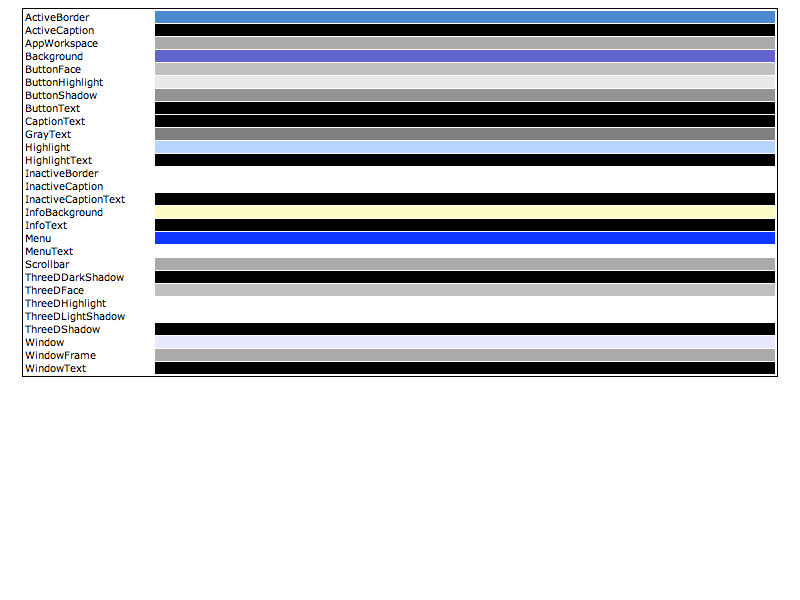 ActiveBorder
ActiveCaption
AppWorkspace
Background
ButtonFace
ButtonHighlight
ButtonShadow
ButtonText
CaptionText
GrayText
Highlight
HighlightText
InactiveBorder
InactiveCaption
InactiveCaptionText
InfoBackground
InfoText
Menu
MenuText
Scrollbar
ThreeDDarkShadow
ThreeDFace
ThreeDHighlight
ThreeDLightShadow
ThreeDShadow
Window
WindowFrame
WindowText